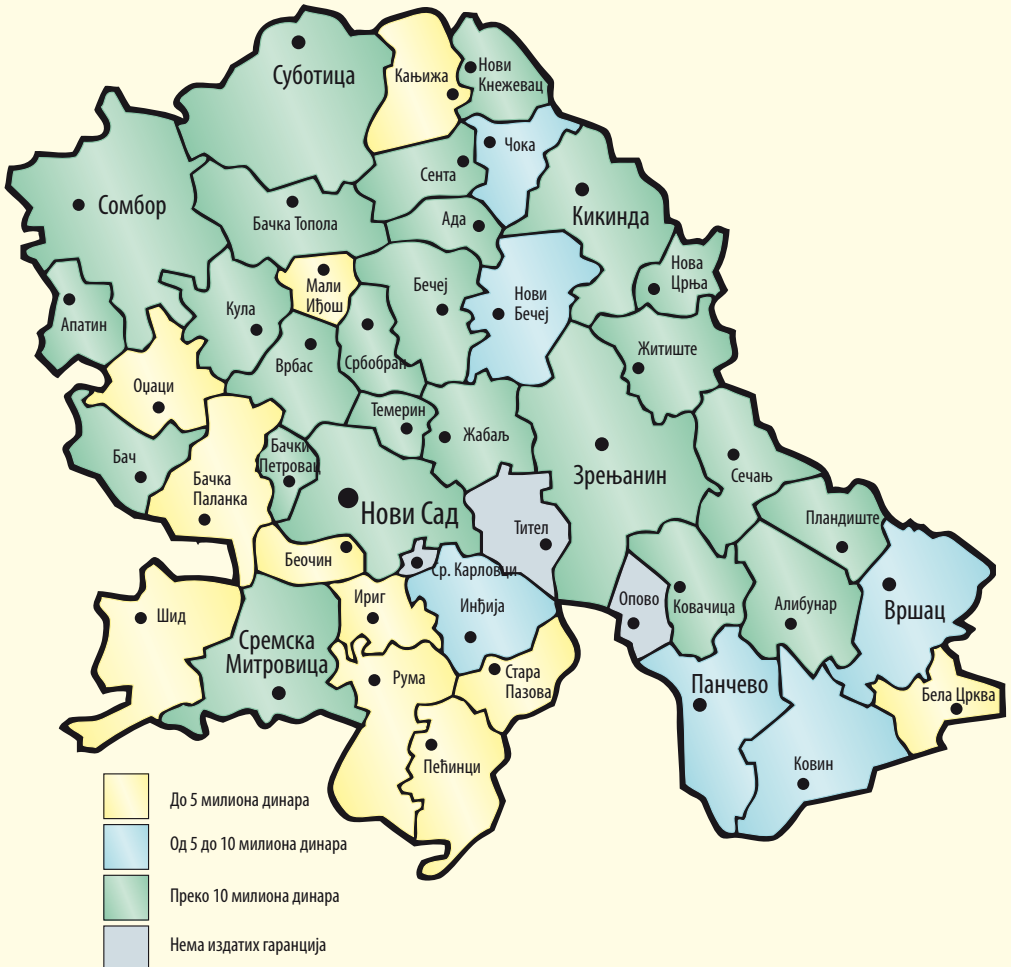 Суботица
Кањижа
Нови
Кнежевац
Чока
Сента
Сомбор
Бачка Топола
Ада
Кикинда
Мали
Иђош
Бечеј
Нови
Бечеј
Нова
Црња
Апатин
Кула
Врбас
Србобран
Житиште
Оџаци
Темерин
Жабаљ
Бач
Бачка
Паланка
Бачки
Петровац
Зрењанин
Сечањ
Нови Сад
Тител
Пландиште
Беочин
Ср. Карловци
Шид
Ириг
Инђија
Опово
Ковачица
Алибунар
Вршац
Сремска
Митровица
Рума
Стара
Пазова
Панчево
Бела Црква
Пећинци
Ковин
До 5 милиона динара
Од 5 до 10 милиона динара
Преко 10 милиона динара
Нема издатих гаранција